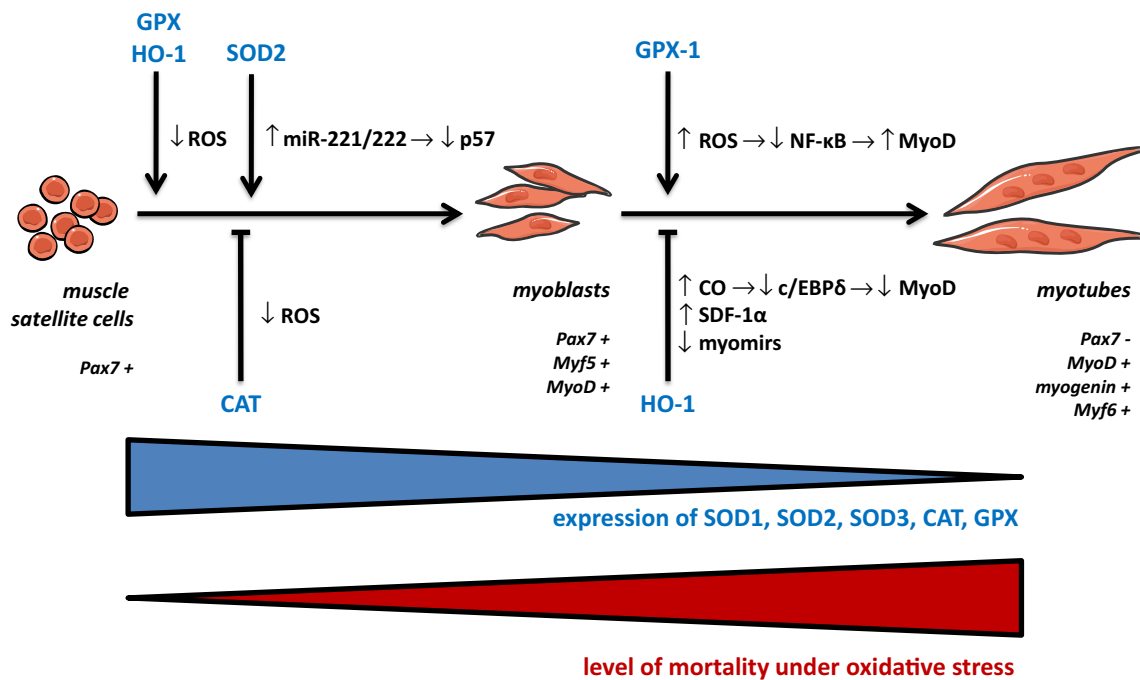 GPX
HO-1
SOD2
GPX-1
↓ ROS
↑ miR-221/222 → ↓ p57
↑ ROS → ↓ NF-κB → ↑ MyoD
muscle
satellite cells
Pax7 +
↓ ROS
CAT
myoblasts
Pax7 +
Myf5 +
MyoD +
↑ CO → ↓ c/EBPδ → ↓ MyoD
↑ SDF-1α
↓ myomirs
HO-1
myotubes
Pax7 -
MyoD +
myogenin +
Myf6 +
expression of SOD1, SOD2, SOD3, CAT, GPX
level of mortality under oxidative stress